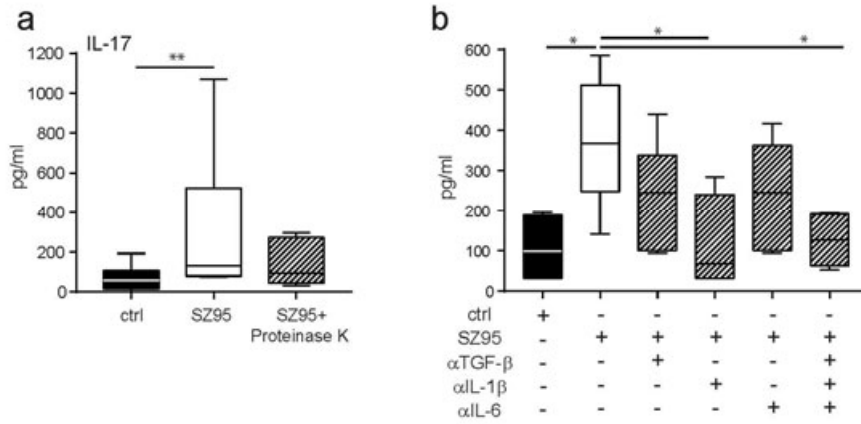 a
IL-17
**
pg/ml
1200
1000
800
600
400
200
0
ctrl
SZ95
SZ95+
Proteinase K
b
* * *
pg/ml
600
500
400
300
200
100
0
ctrl + - - - - -
SZ95 - + + + + +
αTGF-β - - + - - +
αIL-1β - - - + - +
αIL-6 - - - - + +